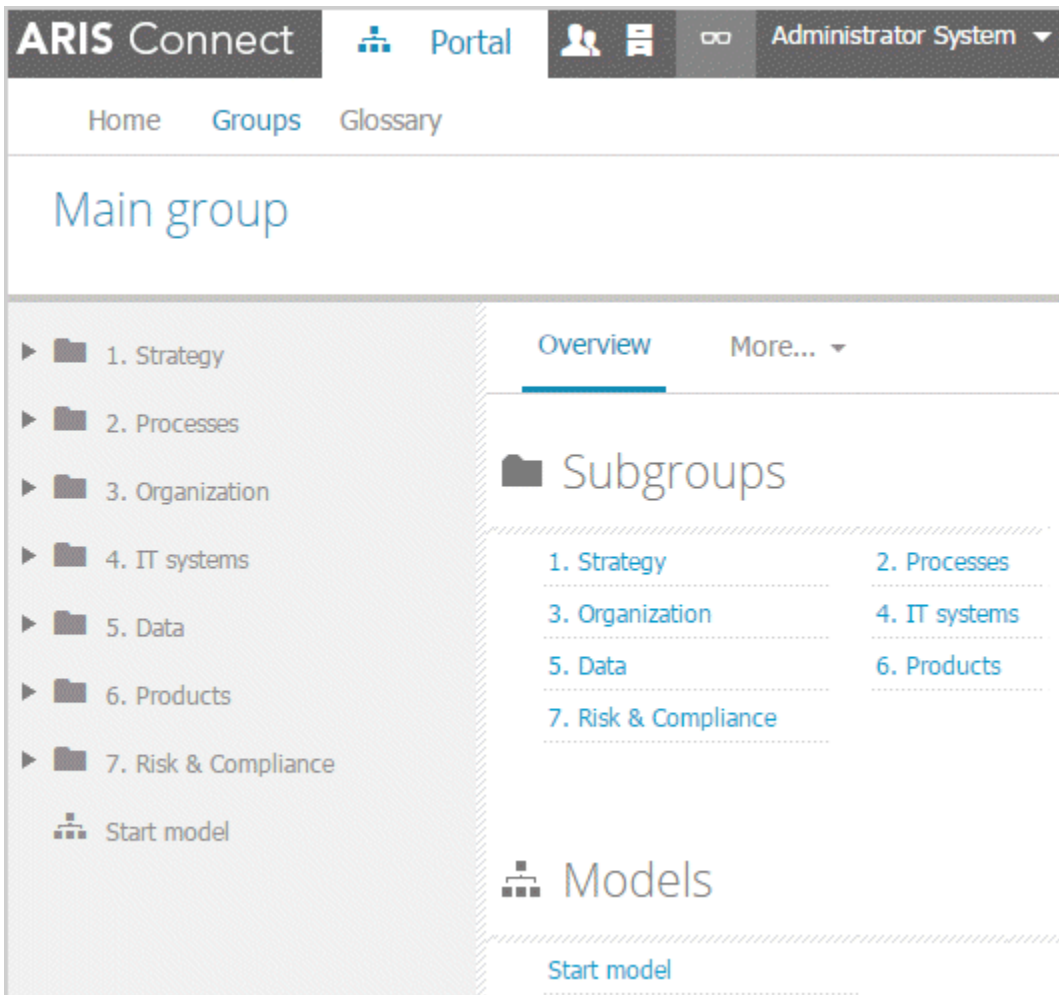 ARIS Connect Portal Administrator System
Home Groups Glossary
Main group
1. Strategy
2. Processes
3. Organization
4. IT systems
5. Data
6. Products
7. Risk & Compliance
Start model
Overview More...
Subgroups
1. Strategy 2. Processes
3. Organization 4. IT systems
5. Data 6. Products
7. Risk & Compliance
Models
Start model